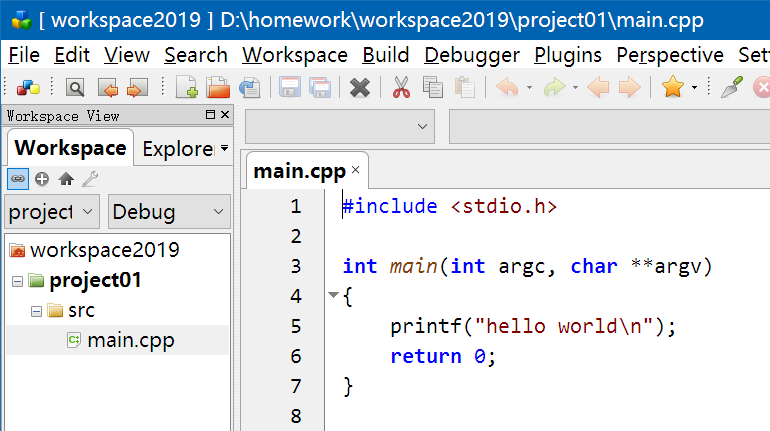 [ workspace2019 ] D:\homework\workspace2019\project01\main.cpp
File Edit View Search Workspace Build Debugger Plugins Perspective Set
Workspace View
Workspace Explore
project Debug
workspace2019
project01
src
main.cpp
main.cpp
1 #include <stdio.h>
2
3 int main(int argc, char **argv)
4 {
5 printf("hello world\n");
6 return 0;
7 }
8